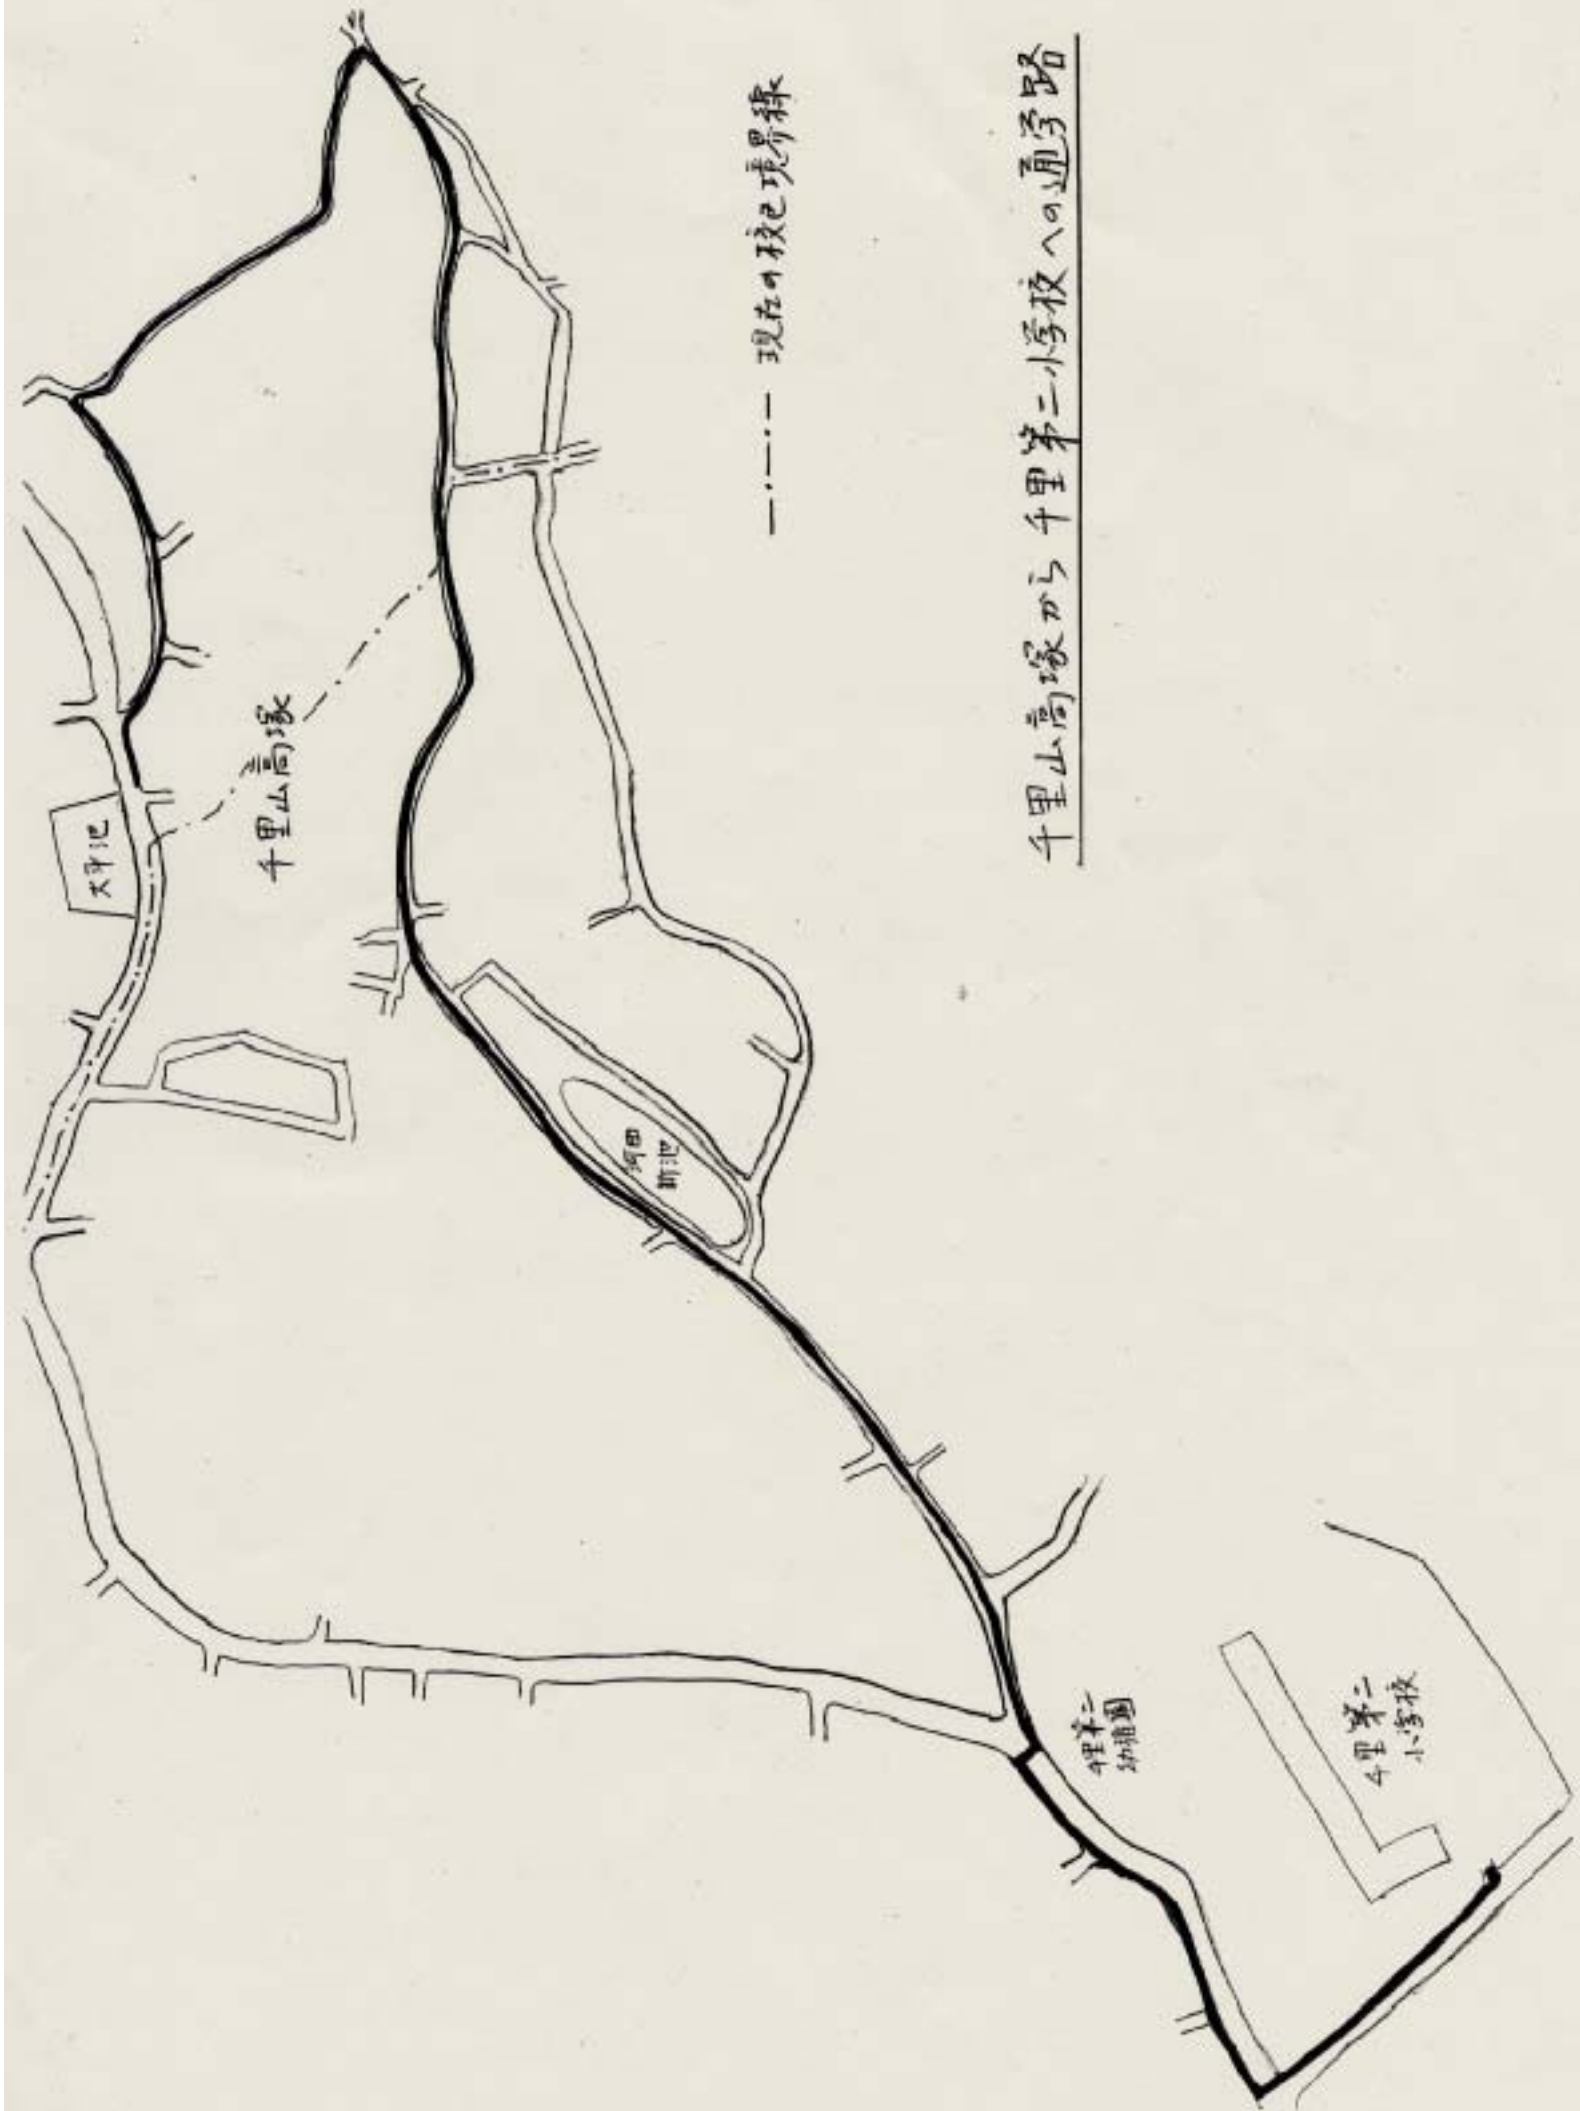 千里山高塚から千里第二小学校への通学路
現在の校区境界線
大平池
千里山高塚
河田
新池
千里第二
幼稚園
千里第二
小学校